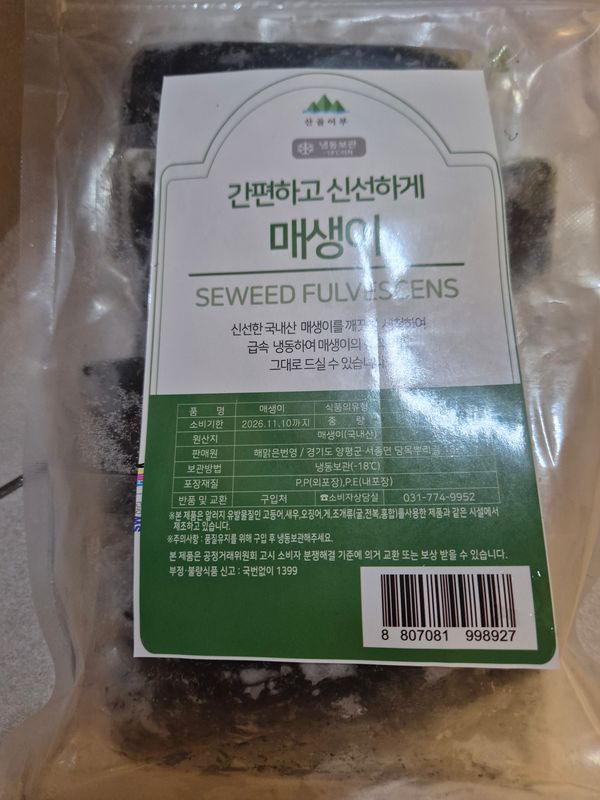 산골어부
냉동보관
-18℃이하
간편하고 신선하게
매생이
SEWEED FULVESCENS
신선한 국내산 매생이를 깨끗이 세척하여
급속 냉동하여 매생이의
그대로 드실 수 있습니다
품 명 매생이 식품의유형
소비기한 2026.11.10까지 중 량
원산지 매생이(국내산)
판매원 해맑은번영 / 경기도 양평군 서종면
보관방법 냉동보관(-18℃)
포장재질 P.P(외포장),P.E(내포장)
반품 및 교환 구입처 ☎소비자상담실 031-774-9952
※본 제품은 알러지 유발물질인 고등어,새우,오징어,게,조개류(굴,전복,홍합)를사용한 제품과 같은 시설에서
제조하고 있습니다.
※주의사항 : 품질유지를 위해 구입 후 냉동보관해주세요.
본 제품은 공정거래위원회 고시 소비자 분쟁해결 기준에 의거 교환 또는 보상 받을 수 있습니다.
부정·불량식품 신고 : 국번없이 1399
8 807081 998927